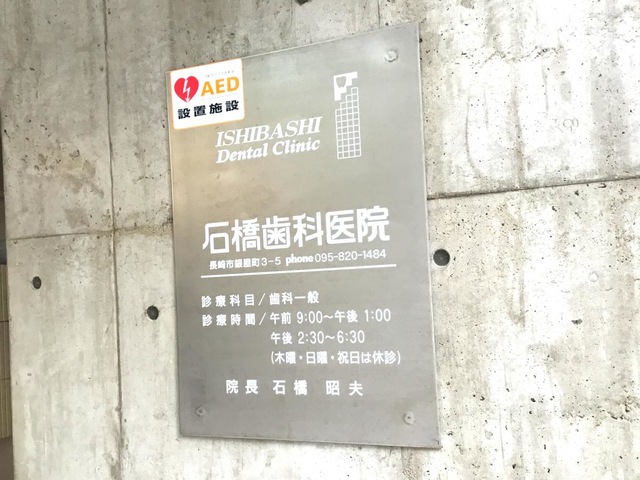 AED
設置施設
ISHIBASHI
Dental Clinic
石橋歯科医院
長崎市銀屋町3-5 phone 095-820-1484
診療科目/歯科一般
診療時間/午前 9:00〜午後 1:00
午後 2:30〜6:30
(木曜・日曜・祝日は休診)
院長 石橋 昭夫